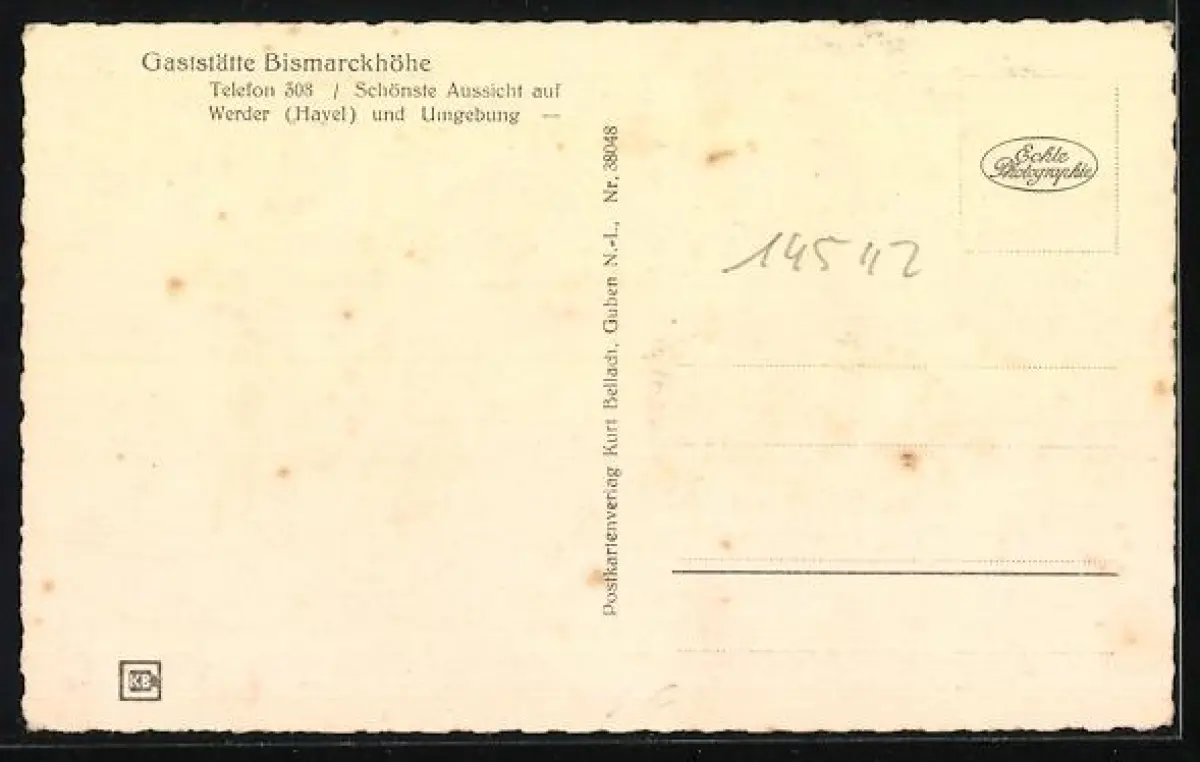 Gaststätte Bismarckhöhe
Telefon 308 / Schönste Aussicht auf
Werder (Havel) und Umgebung —
Postkartenverlag Kurt Bellach, Guben N.-L., Nr. 38048
Echte
Photographie
14542
KB